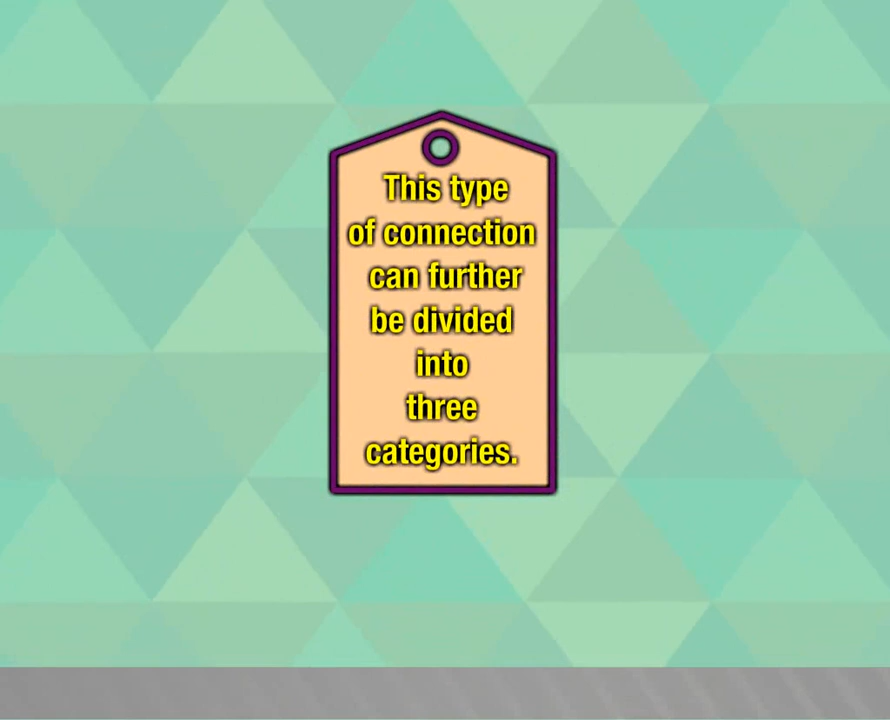 This type
of connection
can further
be divided
into
three
categories.